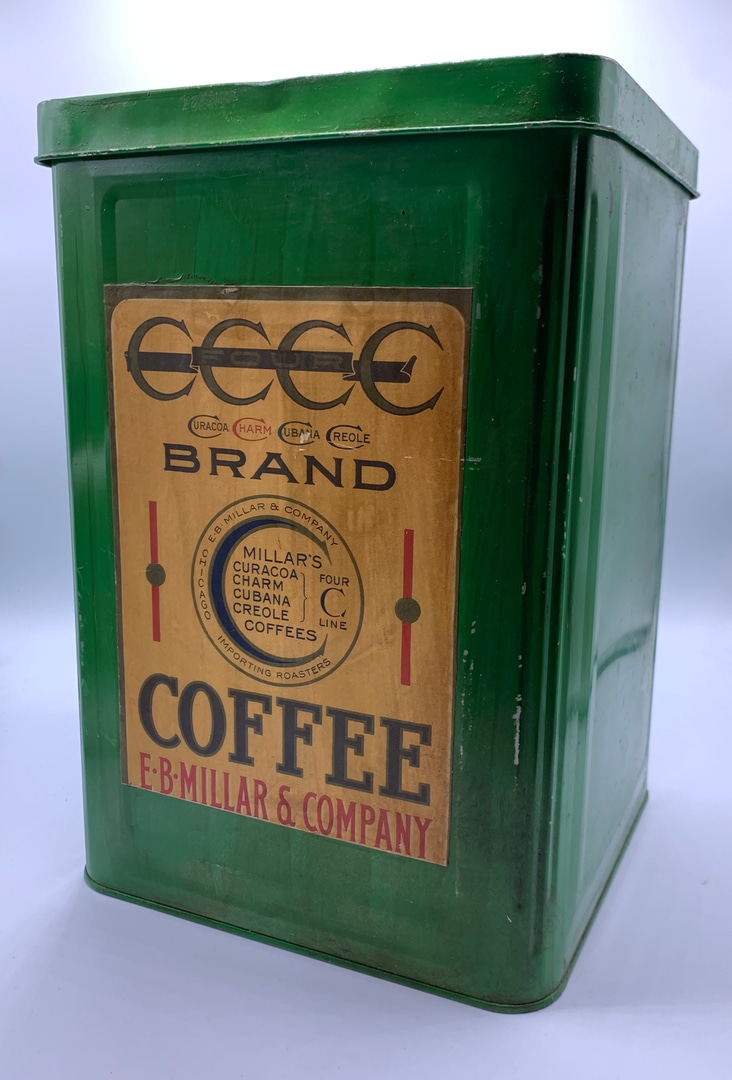 CCCC
FOUR
CURACOA CHARM CUBANA CREOLE
BRAND
E·B·MILLAR & COMPANY
CHICAGO
MILLAR'S
CURACOA
CHARM
CUBANA
CREOLE
COFFEES
FOUR
C
LINE
IMPORTING ROASTERS
COFFEE
E·B·MILLAR & COMPANY